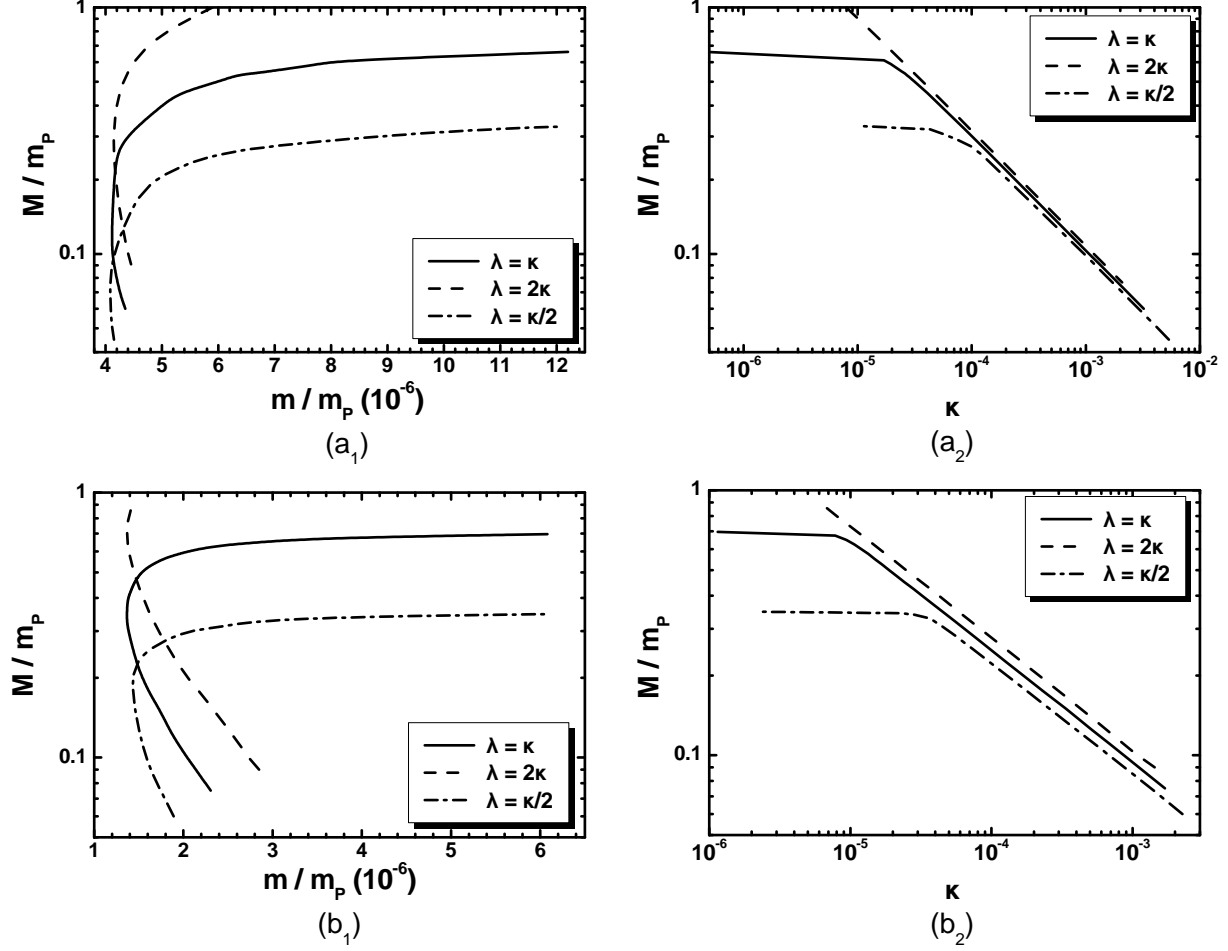 1
0.1
M / m_P
λ = κ
λ = 2κ
λ = κ/2
4 5 6 7 8 9 10 11 12
m / m_P (10^-6)
(a_1)
1
0.1
M / m_P
λ = κ
λ = 2κ
λ = κ/2
10^-6 10^-5 10^-4 10^-3 10^-2
κ
(a_2)
1
0.1
M / m_P
λ = κ
λ = 2κ
λ = κ/2
1 2 3 4 5 6
m / m_P (10^-6)
(b_1)
1
0.1
M / m_P
λ = κ
λ = 2κ
λ = κ/2
10^-6 10^-5 10^-4 10^-3
κ
(b_2)